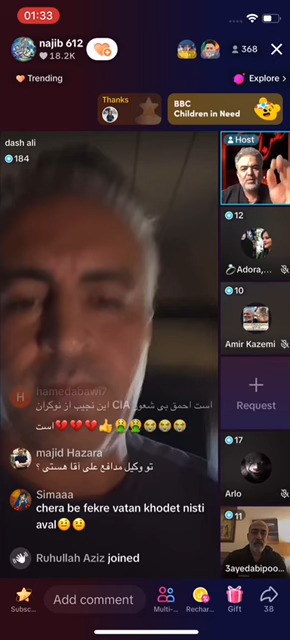 01:33
najib 612
18.2K
368
Trending
Explore >
Thanks
BBC
Children in Need
dash ali
184
Host
12
Adora,...
10
Amir Kazemi
+
Request
17
Arlo
11
3ayedabipoo...
H
hamedabawi7
است احمق بی شعور CIA این نجیب از نوکران
است💔💔💔👍🤮🤮😭😭😭
majid Hazara
تو وکیل مدافع علی آقا هستی ؟
Simaaa
chera be fekre vatan khodet nisti
aval😐😐
Ruhullah Aziz joined
Subsc...
Add comment
Multi-...
Rechar...
Gift
38